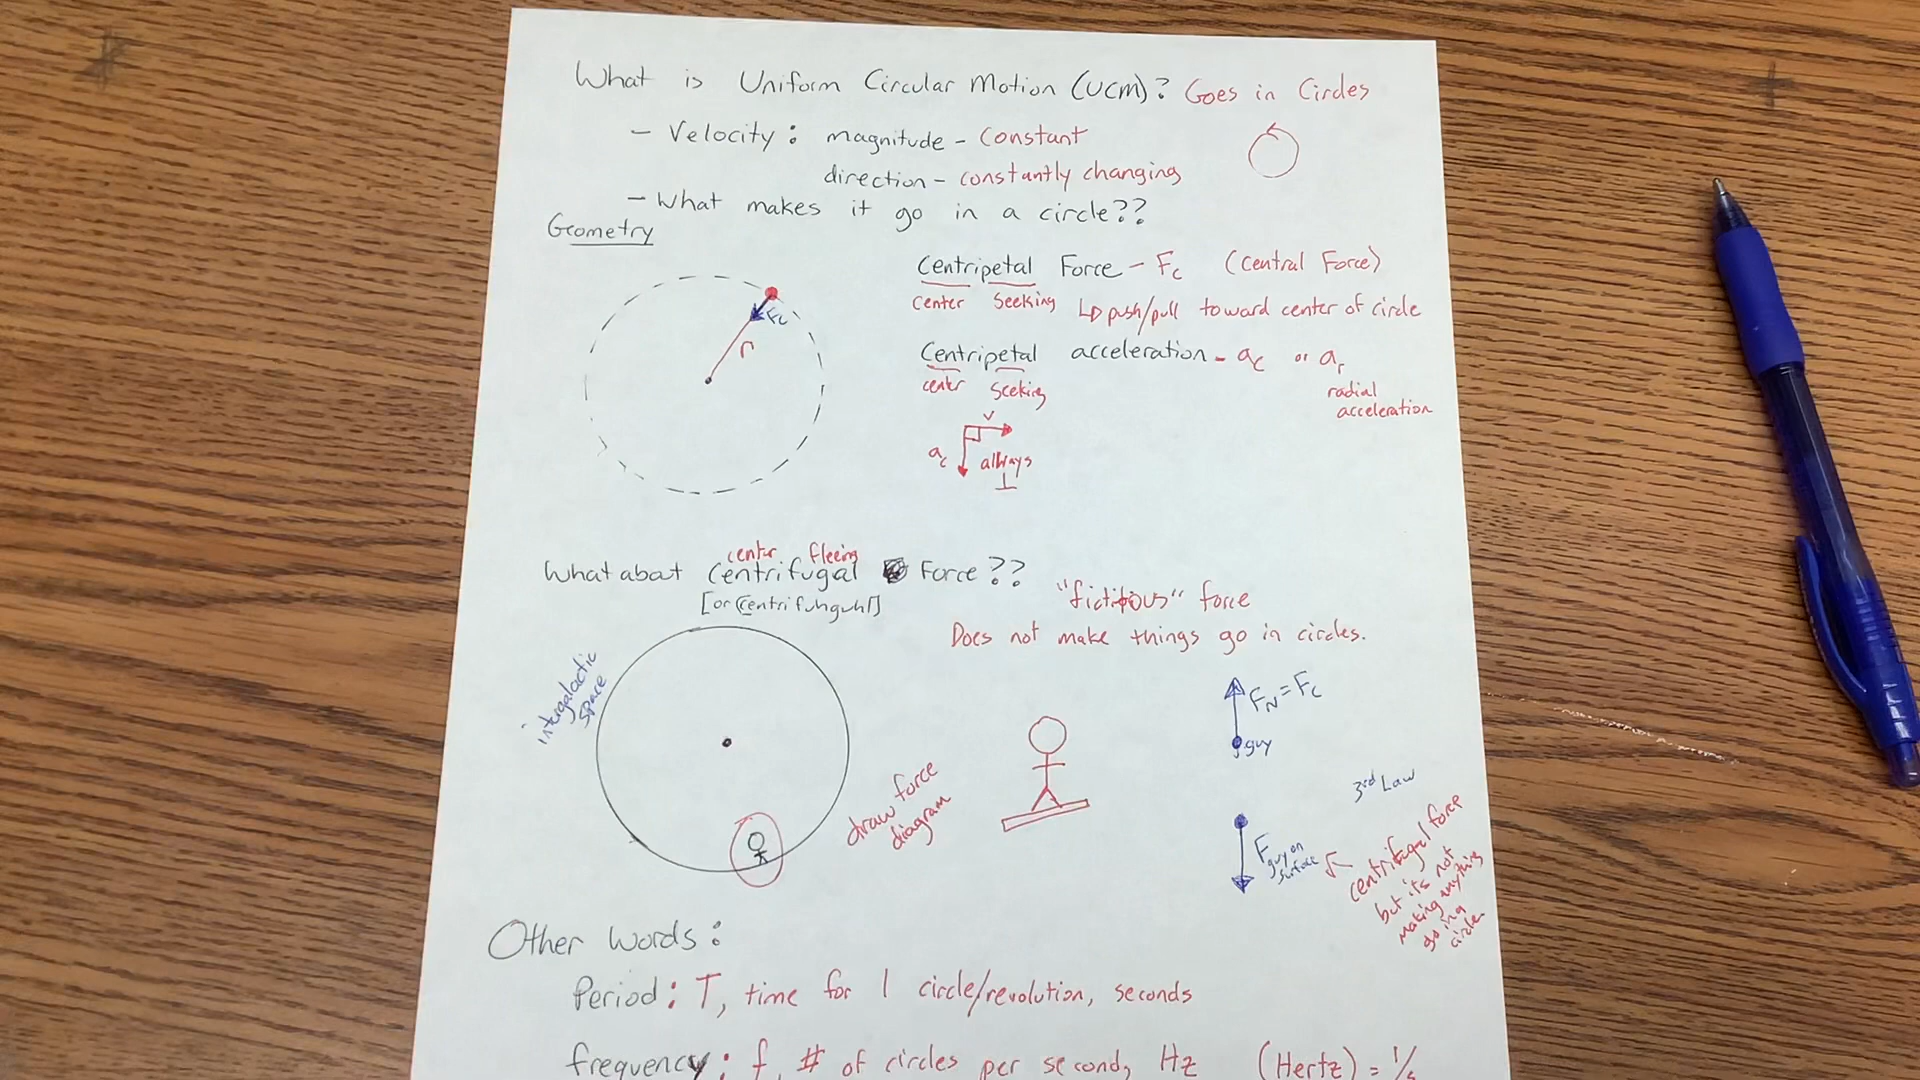 What is Uniform Circular Motion (UCM)? Goes in Circles
- Velocity: magnitude - constant
direction - constantly changing
- What makes it go in a circle??
Geometry
Fc
r
Centripetal Force - Fc (Central Force)
center seeking
push/pull toward center of circle
Centripetal acceleration - ac or ar
center seeking
radial
acceleration
v
ac
always
⊥
center fleeing
What about Centrifugal Force??
[or Centrifuhguhl]
"fictitious" force
Does not make things go in circles.
intergalactic
space
draw force
diagram
FN = Fc
guy
3rd Law
F guy on
surface
centrifugal force
but it's not
making anything
go in a
circle
Other Words:
Period: T, time for 1 circle/revolution, seconds
frequency: f, # of circles per second, Hz (Hertz) = 1/s